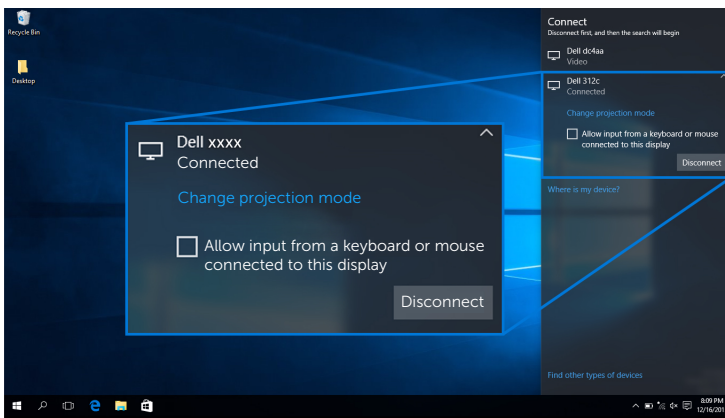 Recycle Bin
Desktop
Connect
Disconnect first, and then the search will begin
Dell dc4aa
Video
Dell 312c
Connected
Change projection mode
Allow input from a keyboard or mouse
connected to this display
Disconnect
Where is my device?
Find other types of devices
Dell xxxx
Connected
Change projection mode
Allow input from a keyboard or mouse
connected to this display
Disconnect
8:09 PM
12/16/201